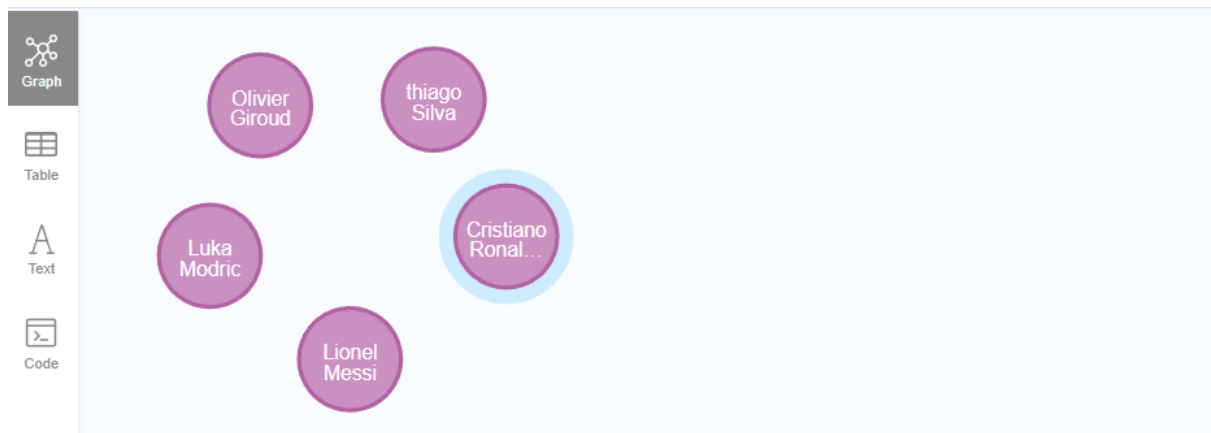 Graph
Table
Text
Code
Olivier
Giroud
thiago
Silva
Cristiano
Ronal...
Luka
Modric
Lionel
Messi